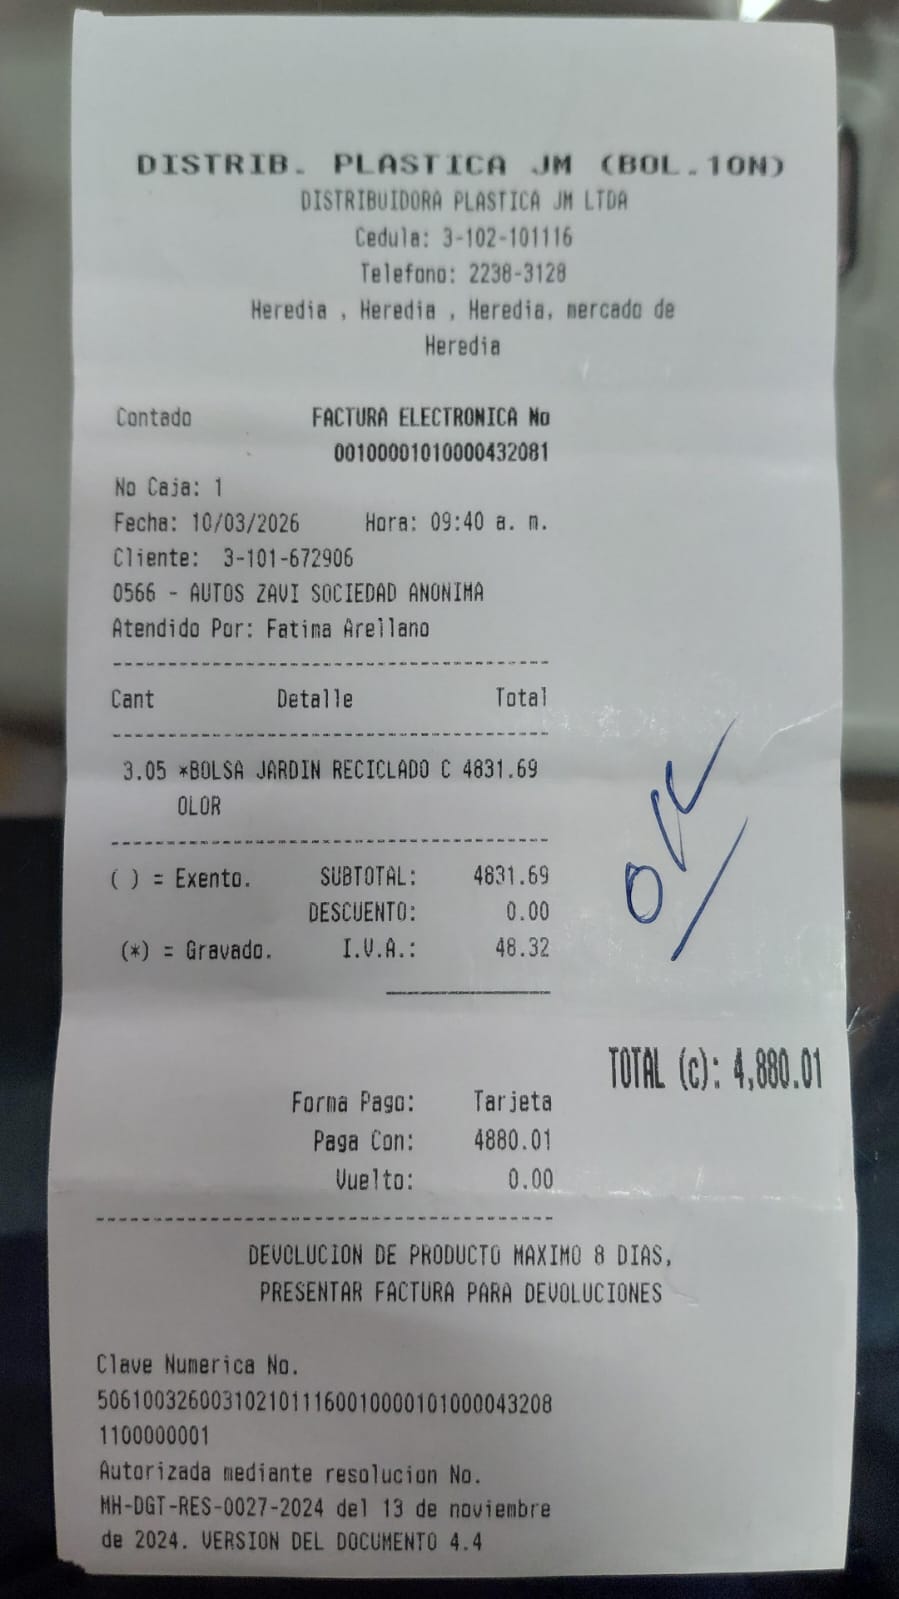 DISTRIB. PLASTICA JM (BOL.10N)
DISTRIBUIDORA PLASTICA JM LTDA
Cedula: 3-102-101116
Telefono: 2238-3128
Heredia , Heredia , Heredia, mercado de
Heredia
Contado FACTURA ELECTRONICA No
00100001010000432081
No Caja: 1
Fecha: 10/03/2026 Hora: 09:40 a. m.
Cliente: 3-101-672906
0566 - AUTOS ZAVI SOCIEDAD ANONIMA
Atendido Por: Fatima Arellano
Cant Detalle Total
3.05 *BOLSA JARDIN RECICLADO C 4831.69
OLOR
( ) = Exento. SUBTOTAL: 4831.69
DESCUENTO: 0.00
(*) = Gravado. I.V.A.: 48.32
OK
TOTAL (c): 4,880.01
Forma Pago: Tarjeta
Paga Con: 4880.01
Vuelto: 0.00
DEVOLUCION DE PRODUCTO MAXIMO 8 DIAS,
PRESENTAR FACTURA PARA DEVOLUCIONES
Clave Numerica No.
5061003260031021011160010000101000043208
1100000001
Autorizada mediante resolucion No.
MH-DGT-RES-0027-2024 del 13 de noviembre
de 2024. VERSION DEL DOCUMENTO 4.4